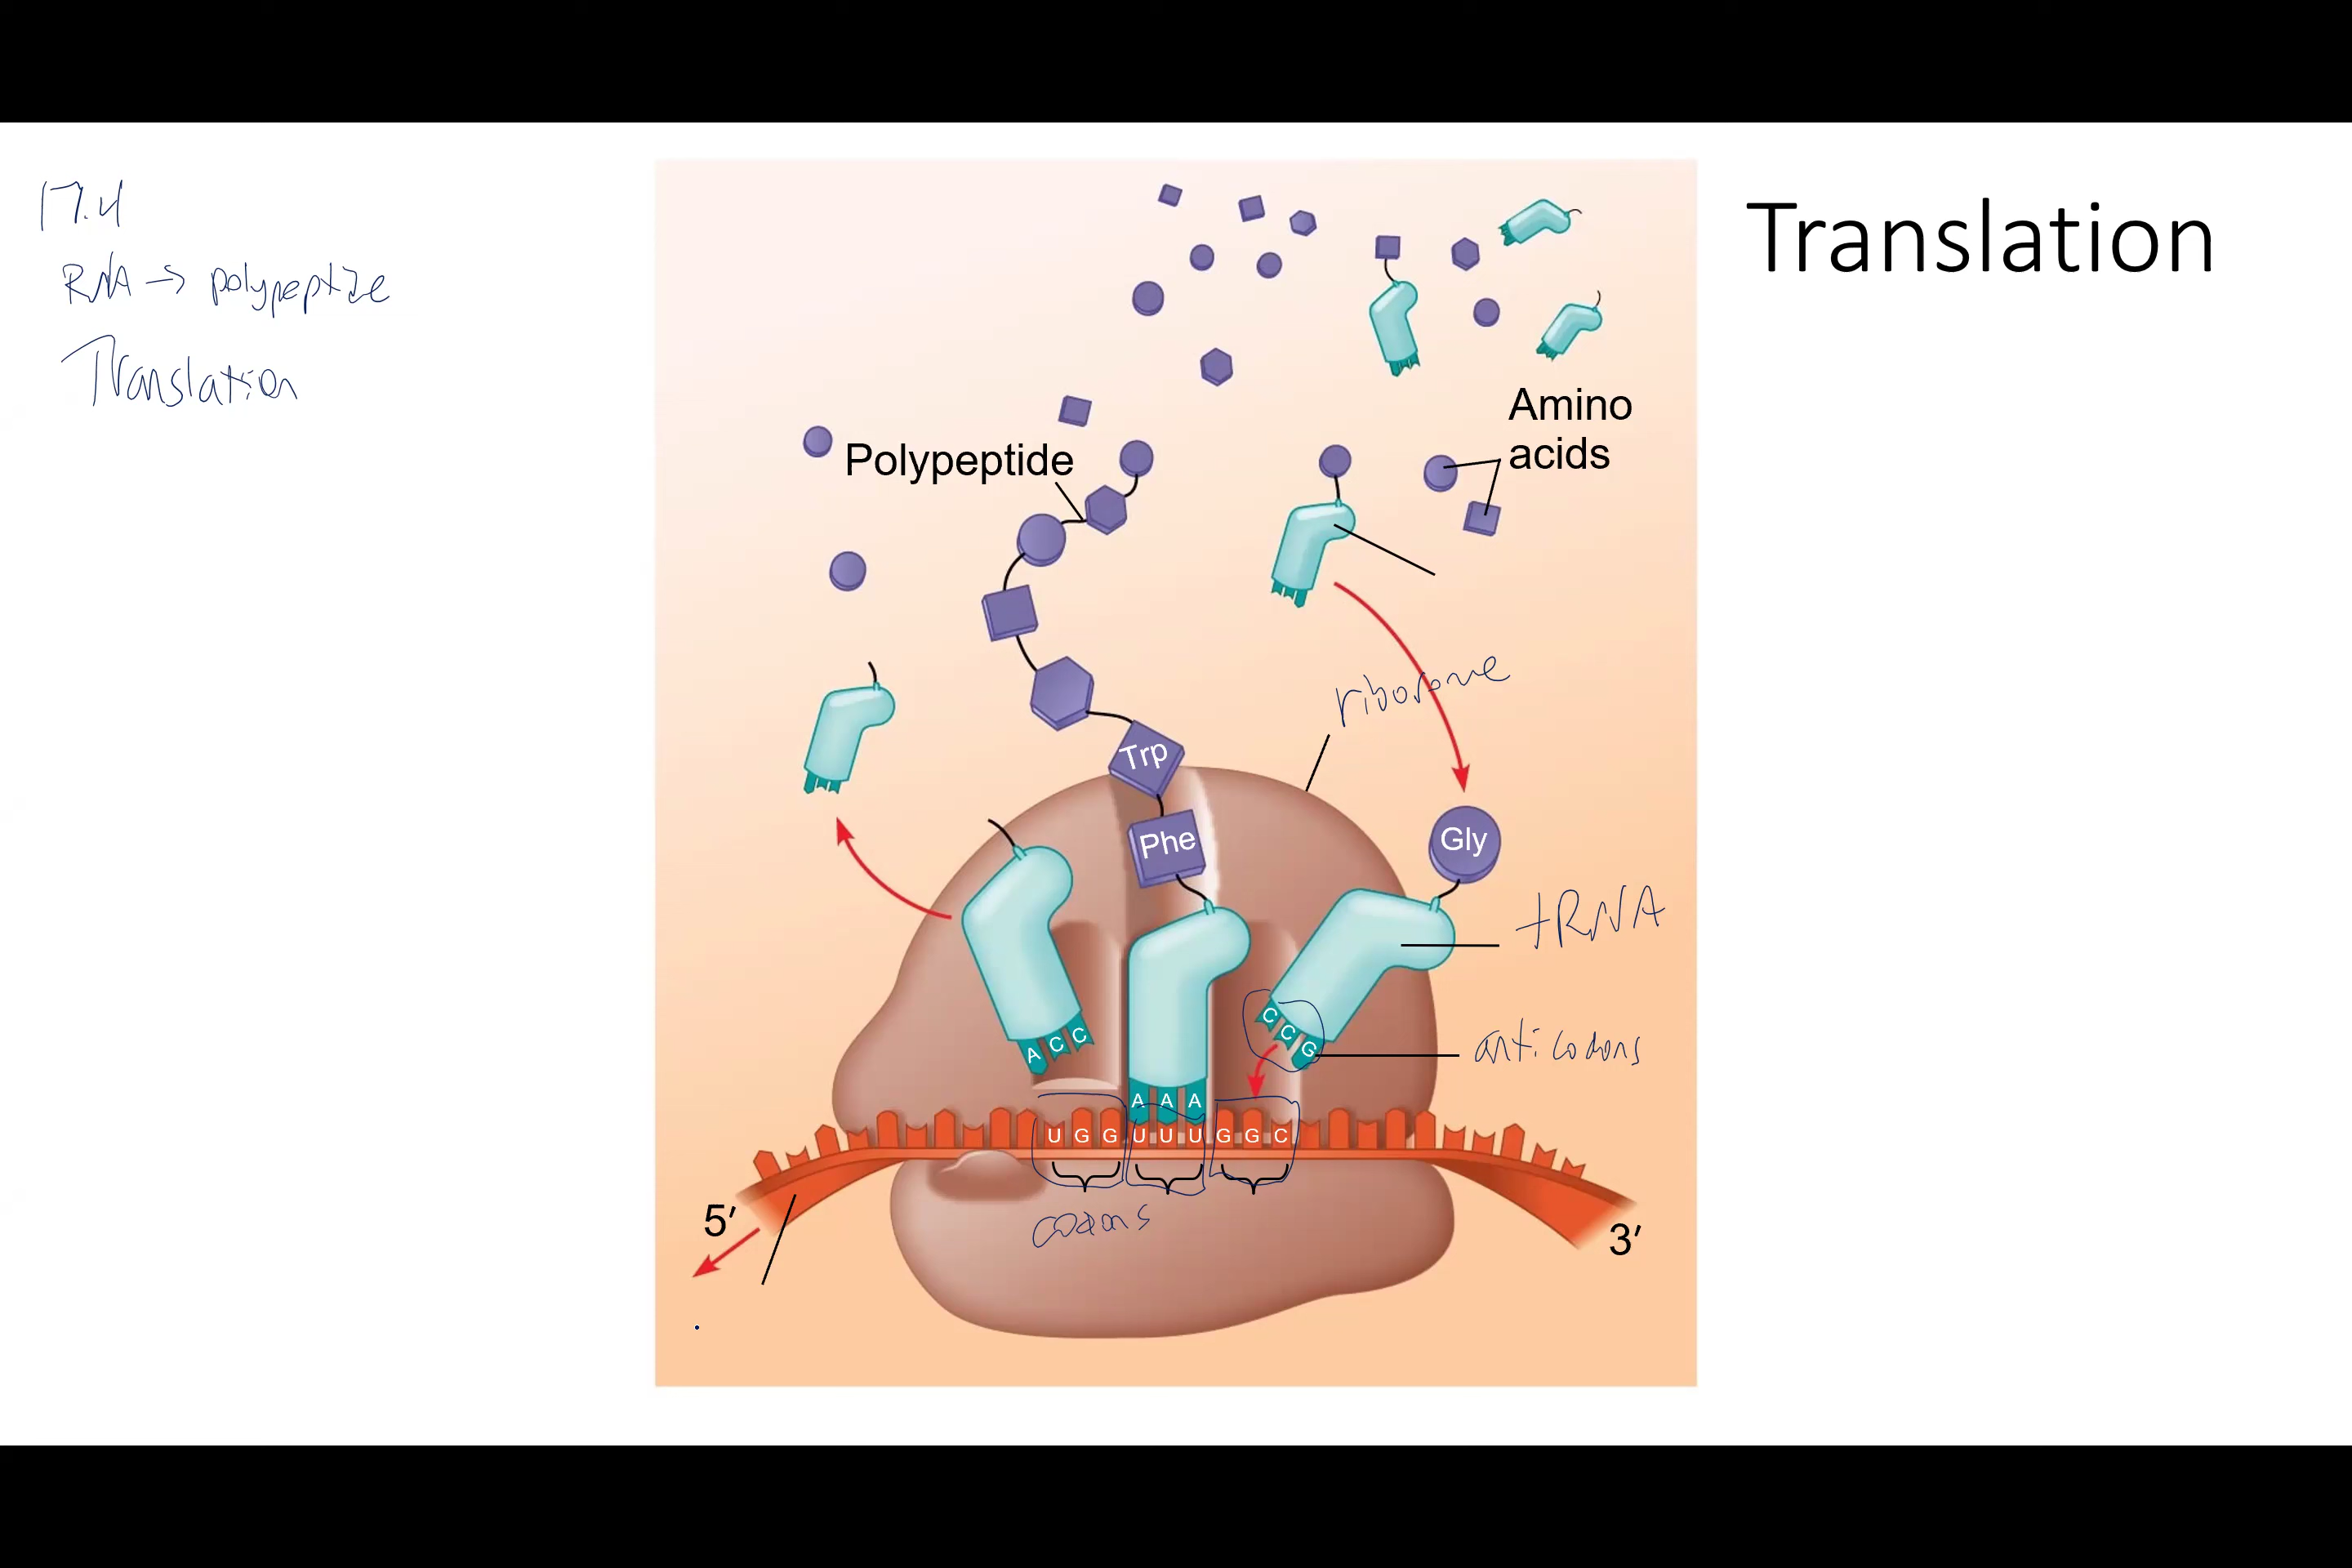 17.4
RNA → polypeptide
Translation
Translation
Amino
acids
Polypeptide
ribosome
Trp
Phe
Gly
tRNA
anticodons
A C C
C C G
A A A
U G G U U U G G C
codons
5′
3′